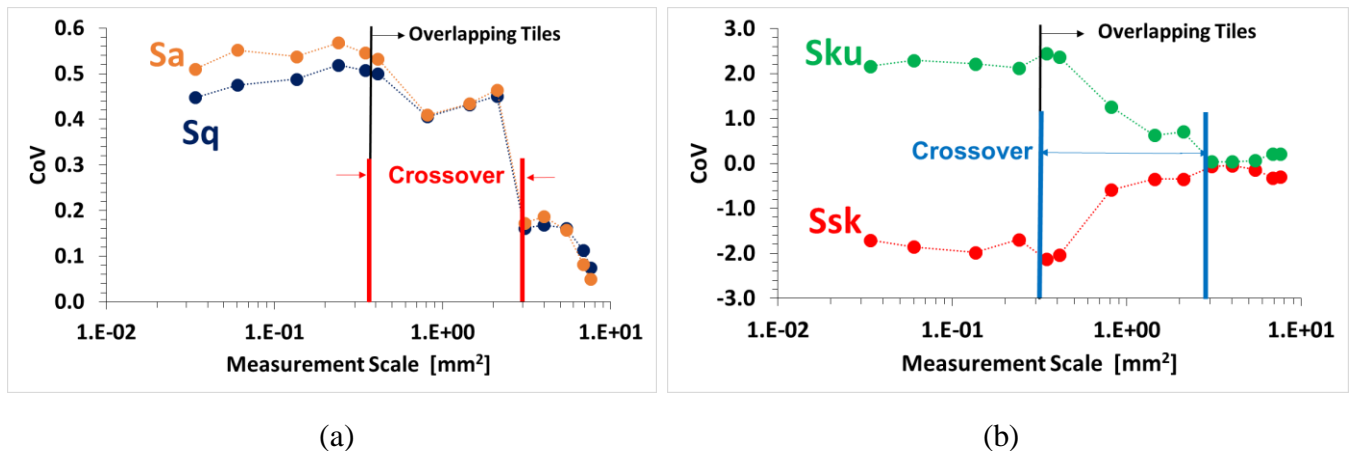 0.6
0.5
0.4
0.3
0.2
0.1
0.0
CoV
Sa
Sq
Overlapping Tiles
Crossover
1.E-02 1.E-01 1.E+00 1.E+01
Measurement Scale [mm²]
(a)
3.0
2.0
1.0
0.0
-1.0
-2.0
-3.0
CoV
Sku
Ssk
Overlapping Tiles
Crossover
1.E-02 1.E-01 1.E+00 1.E+01
Measurement Scale [mm²]
(b)